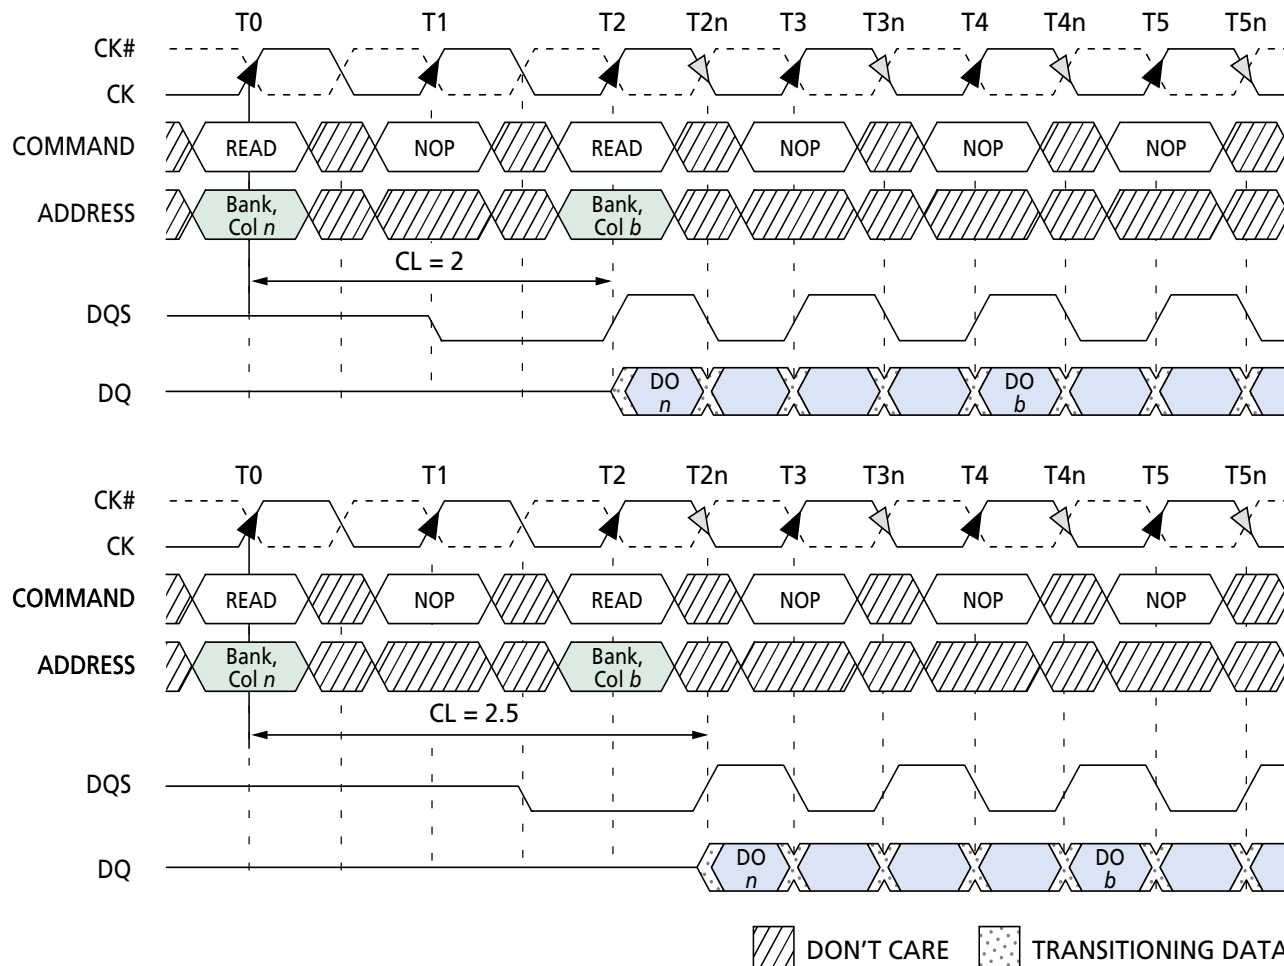 T0 T1 T2 T2n T3 T3n T4 T4n T5 T5n
CK#
CK
COMMAND READ NOP READ NOP NOP NOP
ADDRESS Bank, Col n Bank, Col b
CL = 2
DQS
DQ DO n DO b
T0 T1 T2 T2n T3 T3n T4 T4n T5 T5n
CK#
CK
COMMAND READ NOP READ NOP NOP NOP
ADDRESS Bank, Col n Bank, Col b
CL = 2.5
DQS
DQ DO n DO b
DON'T CARE TRANSITIONING DATA